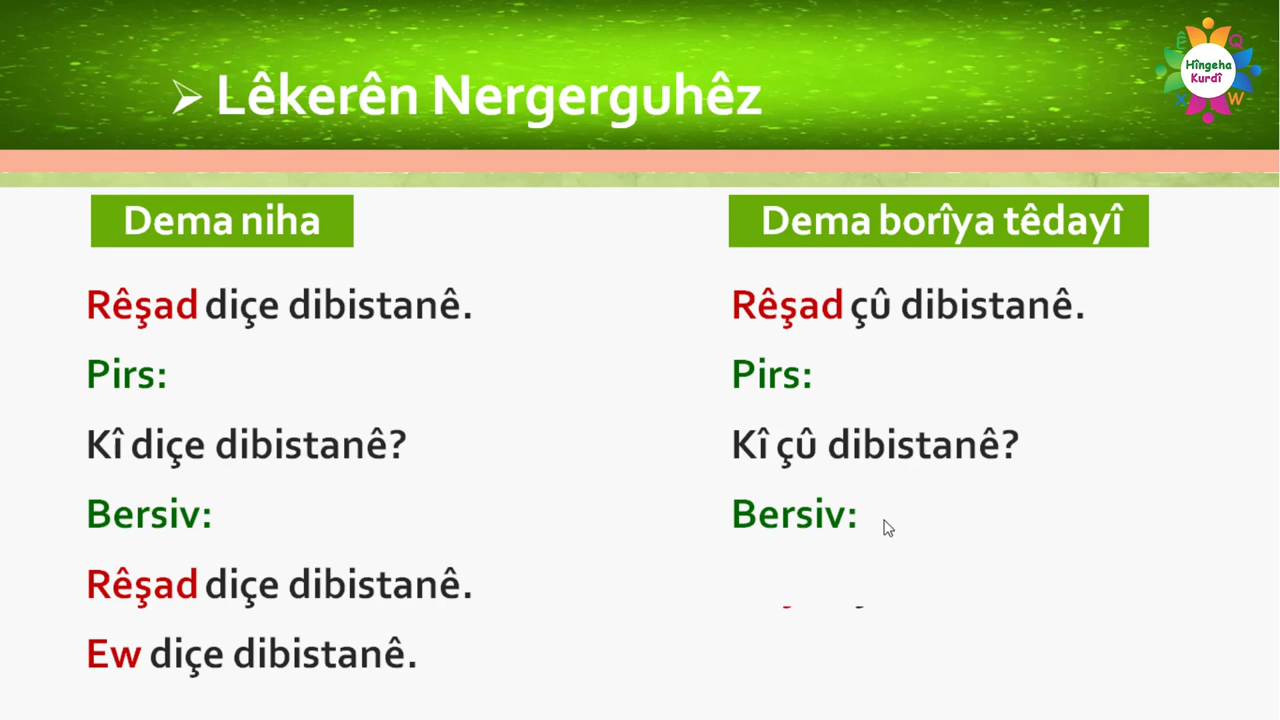 ➢ Lêkerên Nergerguhêz
Hîngeha
Kurdî
Ê Q
X W
Dema niha
Rêşad diçe dibistanê.
Pirs:
Kî diçe dibistanê?
Bersiv:
Rêşad diçe dibistanê.
Ew diçe dibistanê.
Dema borîya têdayî
Rêşad çû dibistanê.
Pirs:
Kî çû dibistanê?
Bersiv: